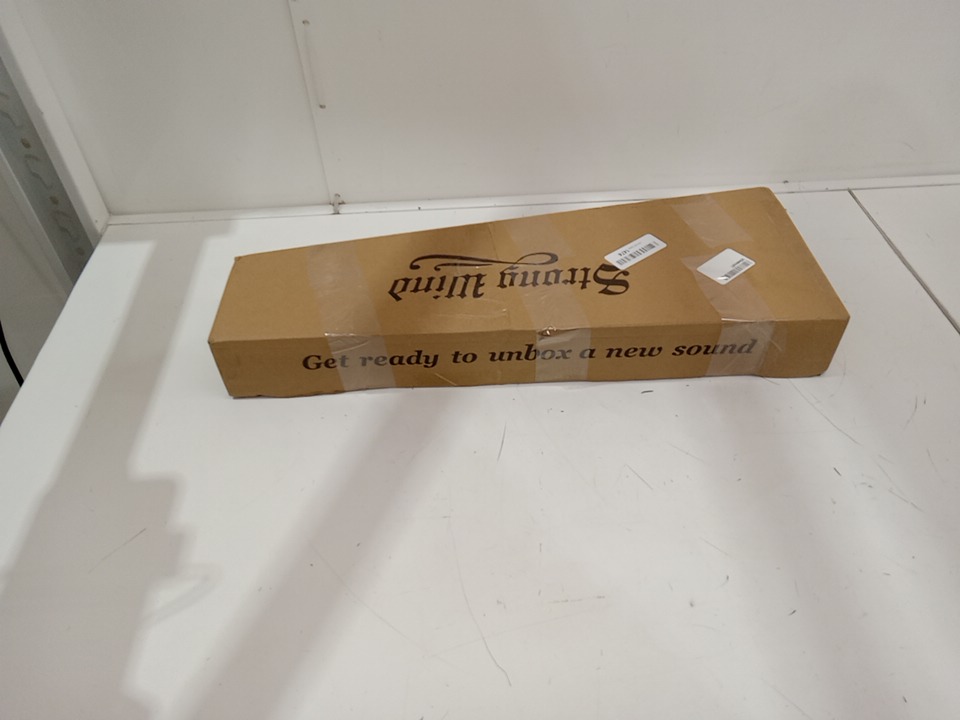 Strong Wind
Get ready to unbox a new sound